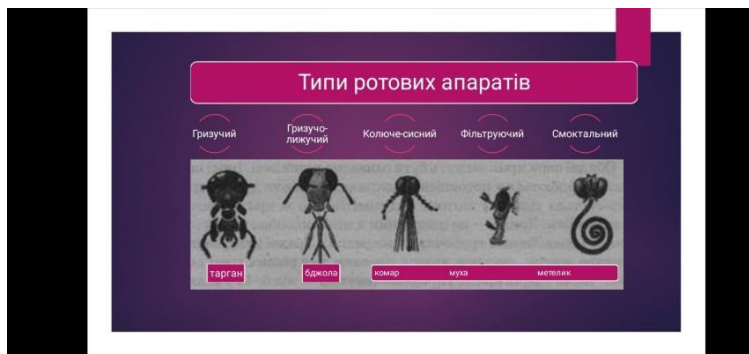 Типи ротових апаратів
Гризучий
Гризучо-
лижучий
Колюче-сисний
Фільтруючий
Смоктальний
тарган
бджола
комар
муха
метелик